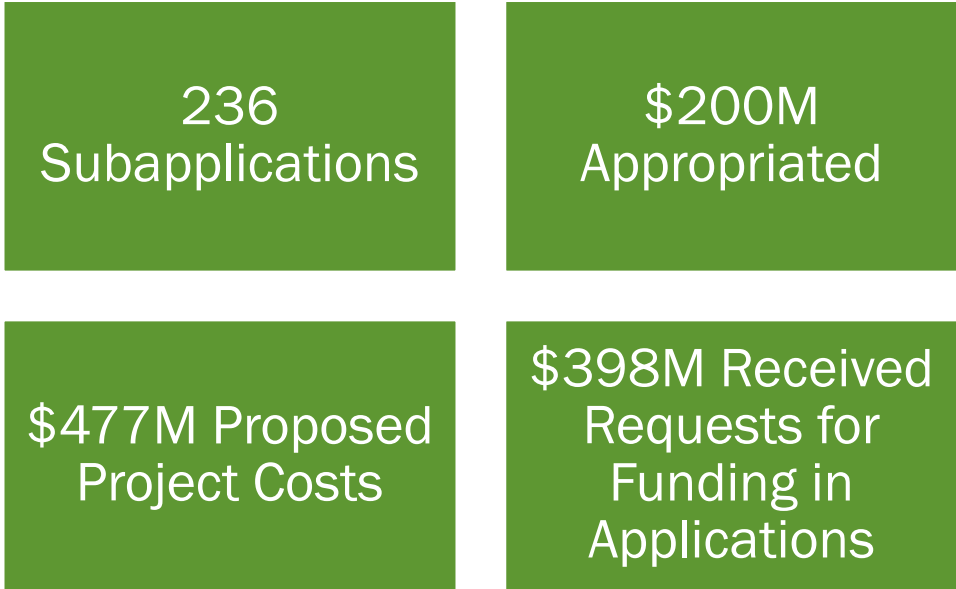 236
Subapplications
$200M
Appropriated
$477M Proposed
Project Costs
$398M Received
Requests for
Funding in
Applications